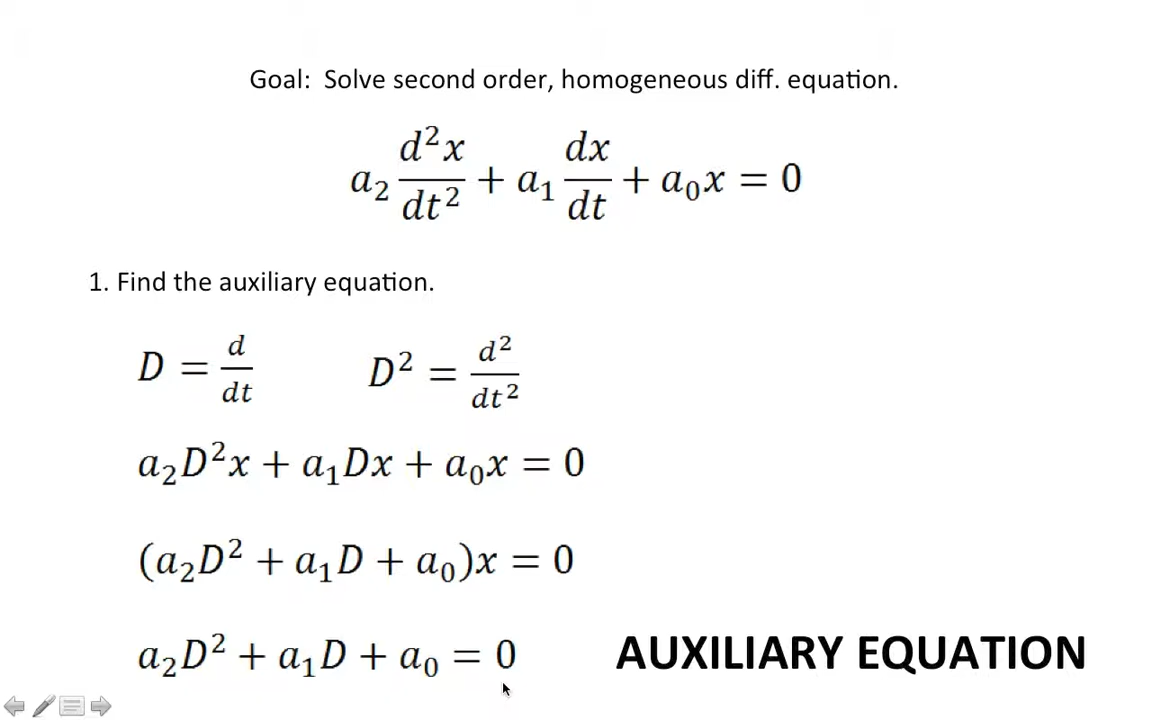 Goal: Solve second order, homogeneous diff. equation.
a₂ d²x/dt² + a₁ dx/dt + a₀x = 0
1. Find the auxiliary equation.
D = d/dt D² = d²/dt²
a₂D²x + a₁Dx + a₀x = 0
(a₂D² + a₁D + a₀)x = 0
a₂D² + a₁D + a₀ = 0 AUXILIARY EQUATION